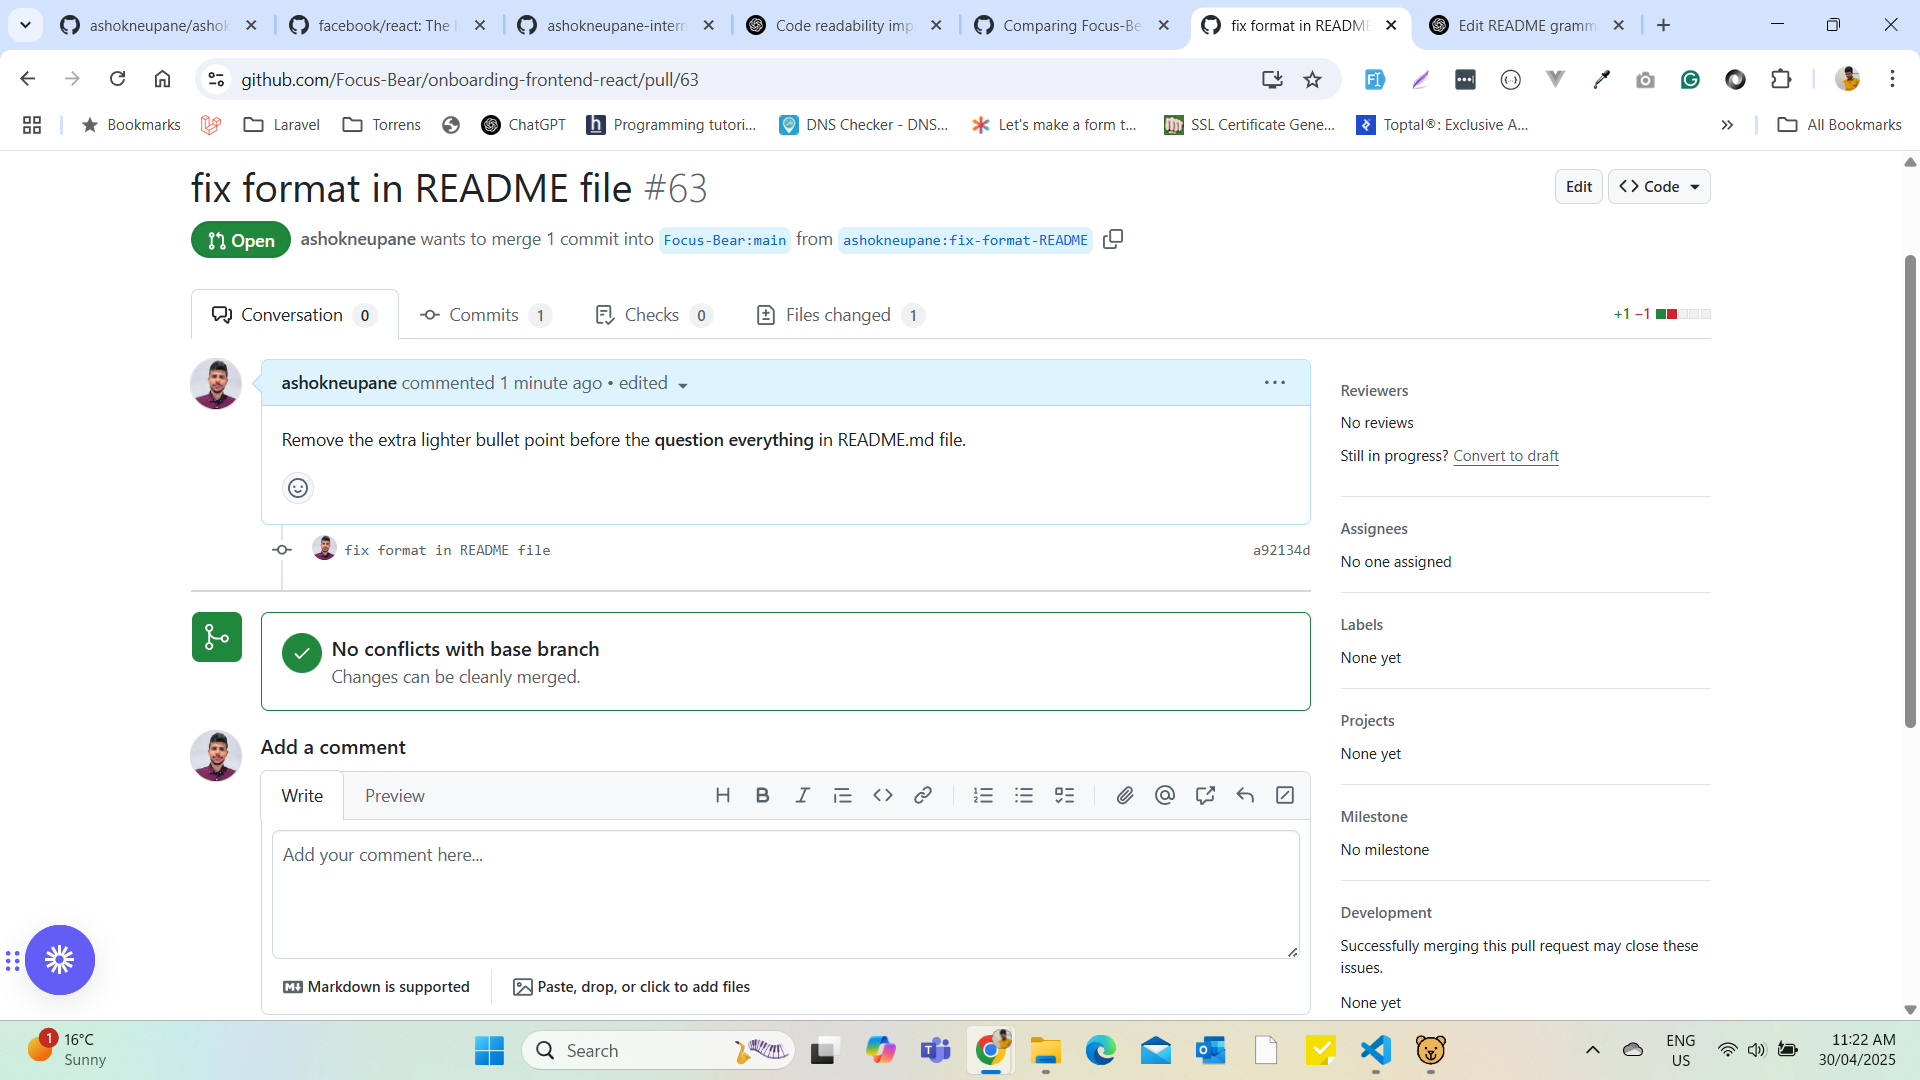 ashokneupane/ashok
facebook/react: The
ashokneupane-intern
Code readability imp
Comparing Focus-Be
fix format in README
Edit README gramm
github.com/Focus-Bear/onboarding-frontend-react/pull/63
Bookmarks
Laravel
Torrens
ChatGPT
Programming tutori...
DNS Checker - DNS...
Let's make a form t...
SSL Certificate Gene...
Toptal®: Exclusive A...
All Bookmarks
fix format in README file #63
Edit
Code
Open
ashokneupane wants to merge 1 commit into Focus-Bear:main from ashokneupane:fix-format-README
Conversation 0
Commits 1
Checks 0
Files changed 1
+1 −1
ashokneupane commented 1 minute ago • edited
Remove the extra lighter bullet point before the question everything in README.md file.
fix format in README file
a92134d
No conflicts with base branch
Changes can be cleanly merged.
Add a comment
Write
Preview
Add your comment here...
Markdown is supported
Paste, drop, or click to add files
Reviewers
No reviews
Still in progress? Convert to draft
Assignees
No one assigned
Labels
None yet
Projects
None yet
Milestone
No milestone
Development
Successfully merging this pull request may close these
issues.
None yet
1
16°C
Sunny
Search
ENG
US
11:22 AM
30/04/2025